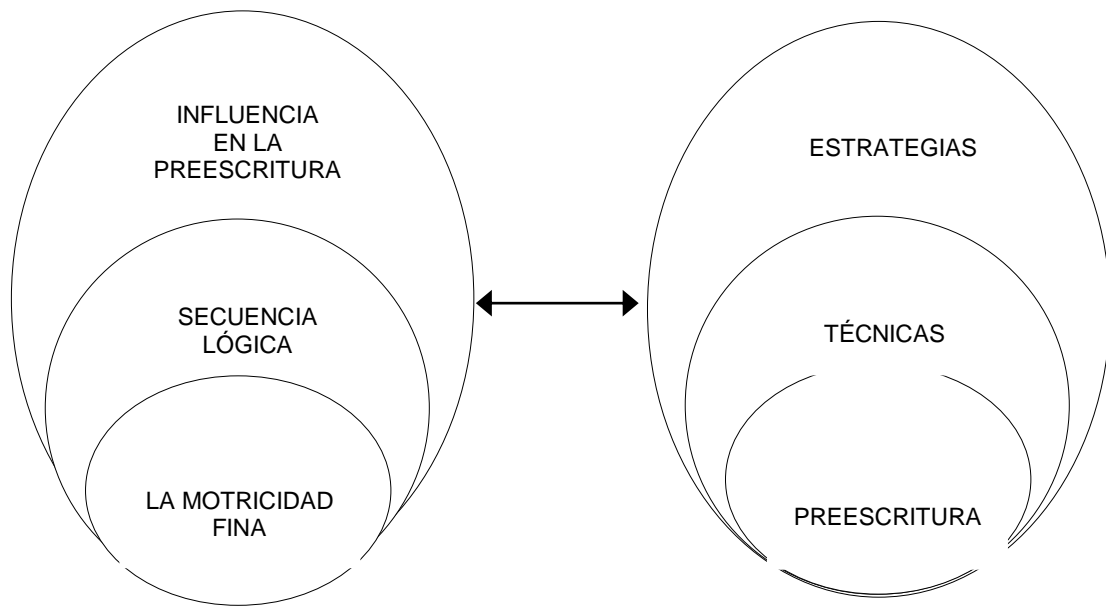 INFLUENCIA
EN LA
PREESCRITURA
SECUENCIA
LÓGICA
LA MOTRICIDAD
FINA
ESTRATEGIAS
TÉCNICAS
PREESCRITURA